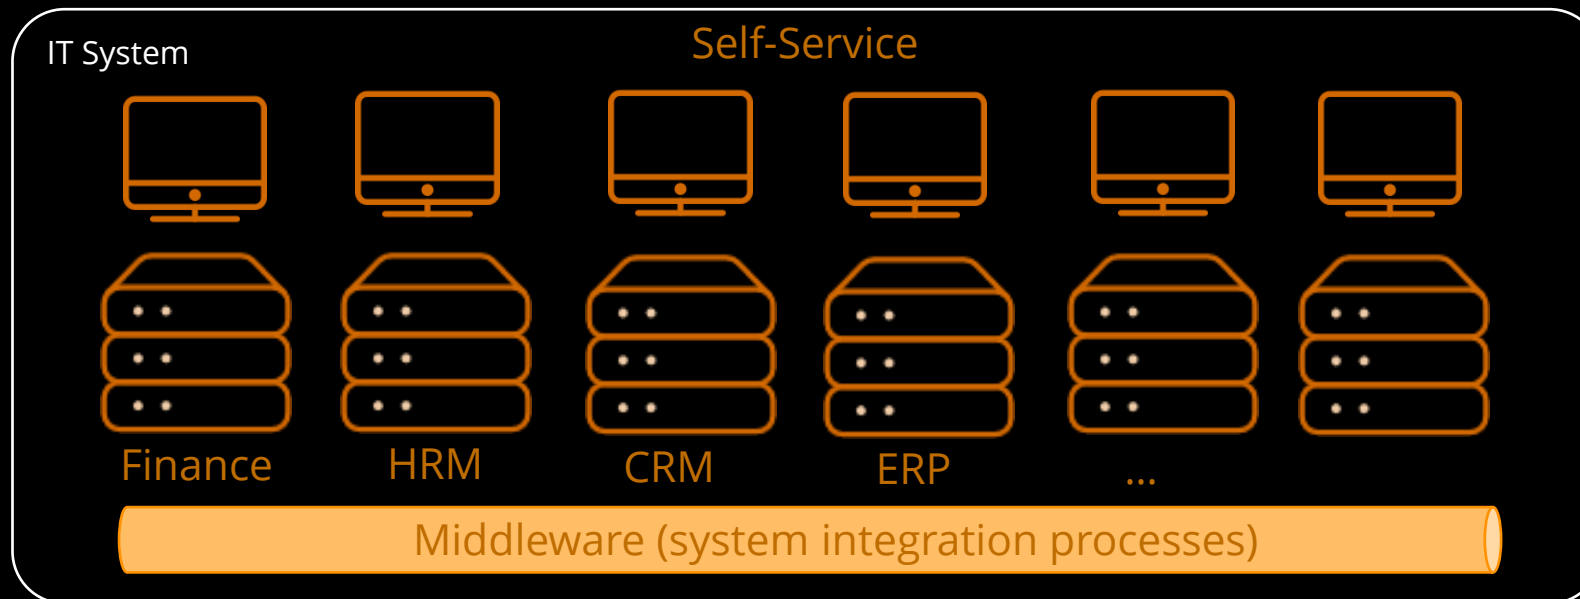 IT System
Self-Service
Finance
HRM
CRM
ERP
...
Middleware (system integration processes)